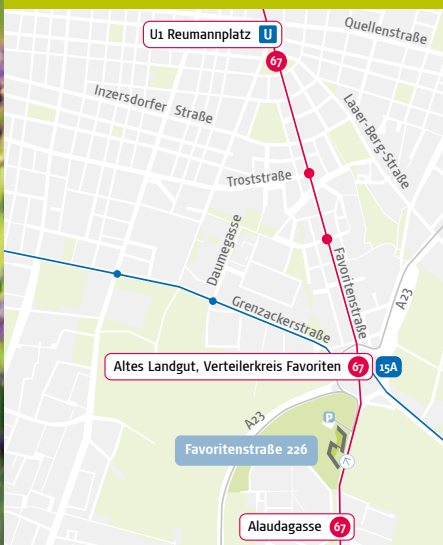 Quellenstraße
U1 Reumannplatz U
67
Inzersdorfer Straße
Laaer-Berg-Straße
Troststraße
Daumegasse
Favoritenstraße
A23
Grenzackerstraße
Altes Landgut, Verteilerkreis Favoriten 67 15A
A23
P
Favoritenstraße 226
Alaudagasse 67